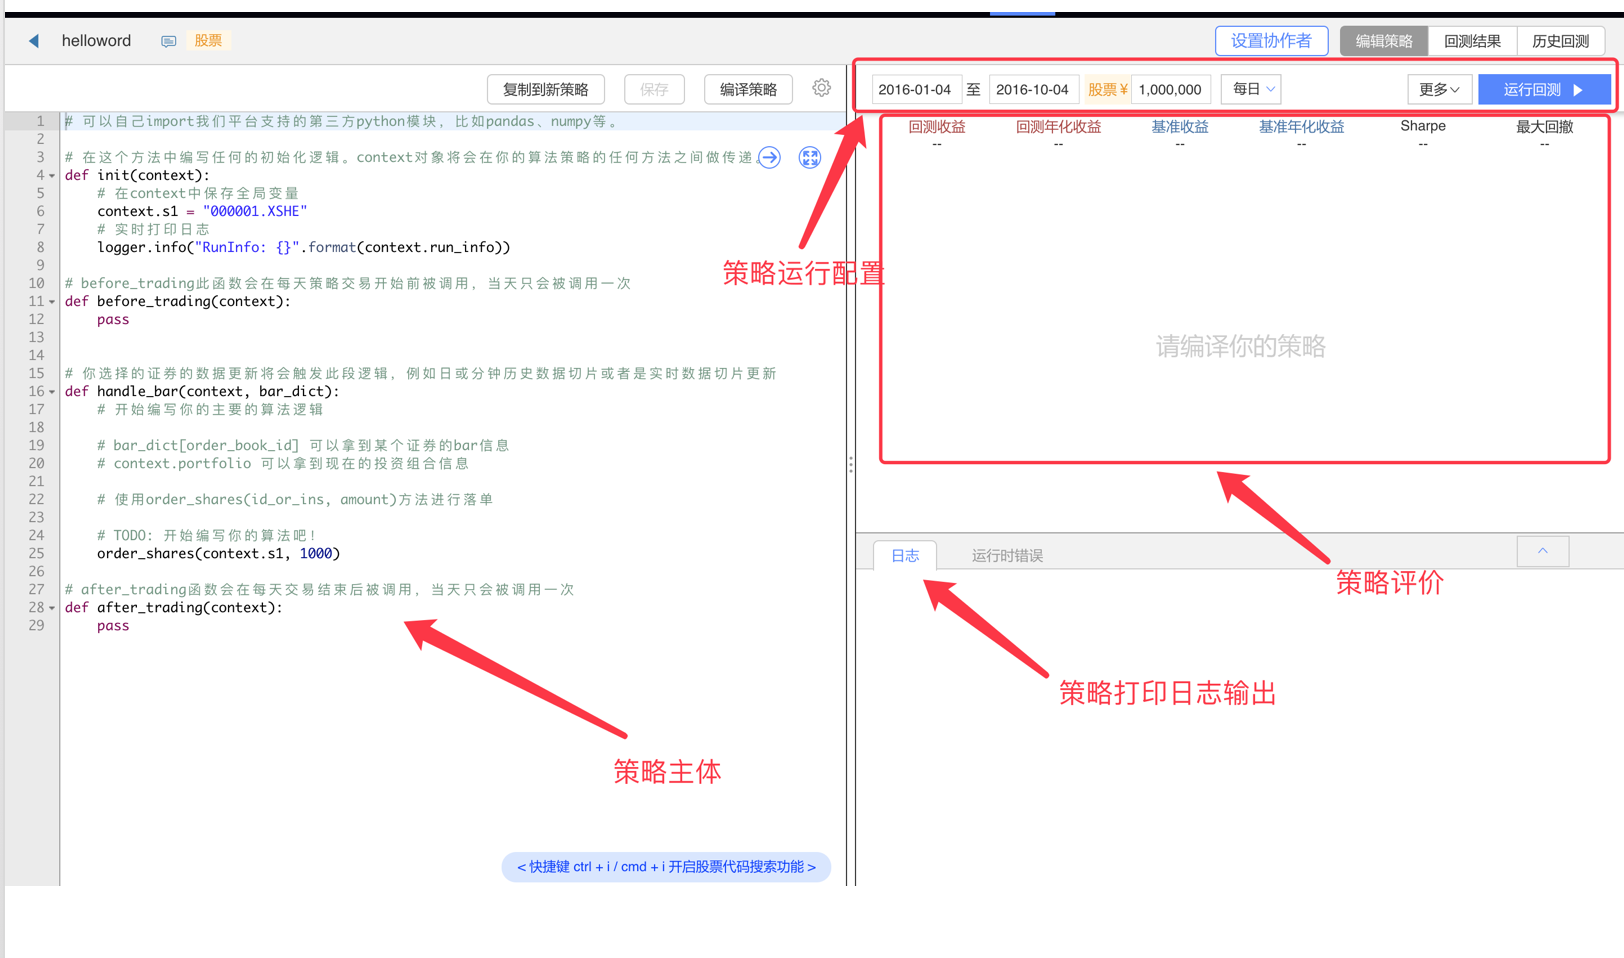 helloword 股票 设置协作者 编辑策略 回测结果 历史回测
复制到新策略 保存 编译策略 2016-01-04 至 2016-10-04 股票 ¥ 1,000,000 每日 更多 运行回测
1 # 可以自己import我们平台支持的第三方python模块，比如pandas、numpy等。
2
3 # 在这个方法中编写任何的初始化逻辑。context对象将会在你的算法策略的任何方法之间做传递。
4 def init(context):
5 # 在context中保存全局变量
6 context.s1 = "000001.XSHE"
7 # 实时打印日志
8 logger.info("RunInfo: {}".format(context.run_info))
9
10 # before_trading此函数会在每天策略交易开始前被调用，当天只会被调用一次
11 def before_trading(context):
12 pass
13
14
15 # 你选择的证券的数据更新将会触发此段逻辑，例如日或分钟历史数据切片或者是实时数据切片更新
16 def handle_bar(context, bar_dict):
17 # 开始编写你的主要的算法逻辑
18
19 # bar_dict[order_book_id] 可以拿到某个证券的bar信息
20 # context.portfolio 可以拿到现在的投资组合信息
21
22 # 使用order_shares(id_or_ins, amount)方法进行落单
23
24 # TODO: 开始编写你的算法吧！
25 order_shares(context.s1, 1000)
26
27 # after_trading函数会在每天交易结束后被调用，当天只会被调用一次
28 def after_trading(context):
29 pass
策略主体
< 快捷键 ctrl + i / cmd + i 开启股票代码搜索功能 >
回测收益 回测年化收益 基准收益 基准年化收益 Sharpe 最大回撤
-- -- -- -- -- --
策略运行配置
请编译你的策略
日志 运行时错误
策略评价
策略打印日志输出